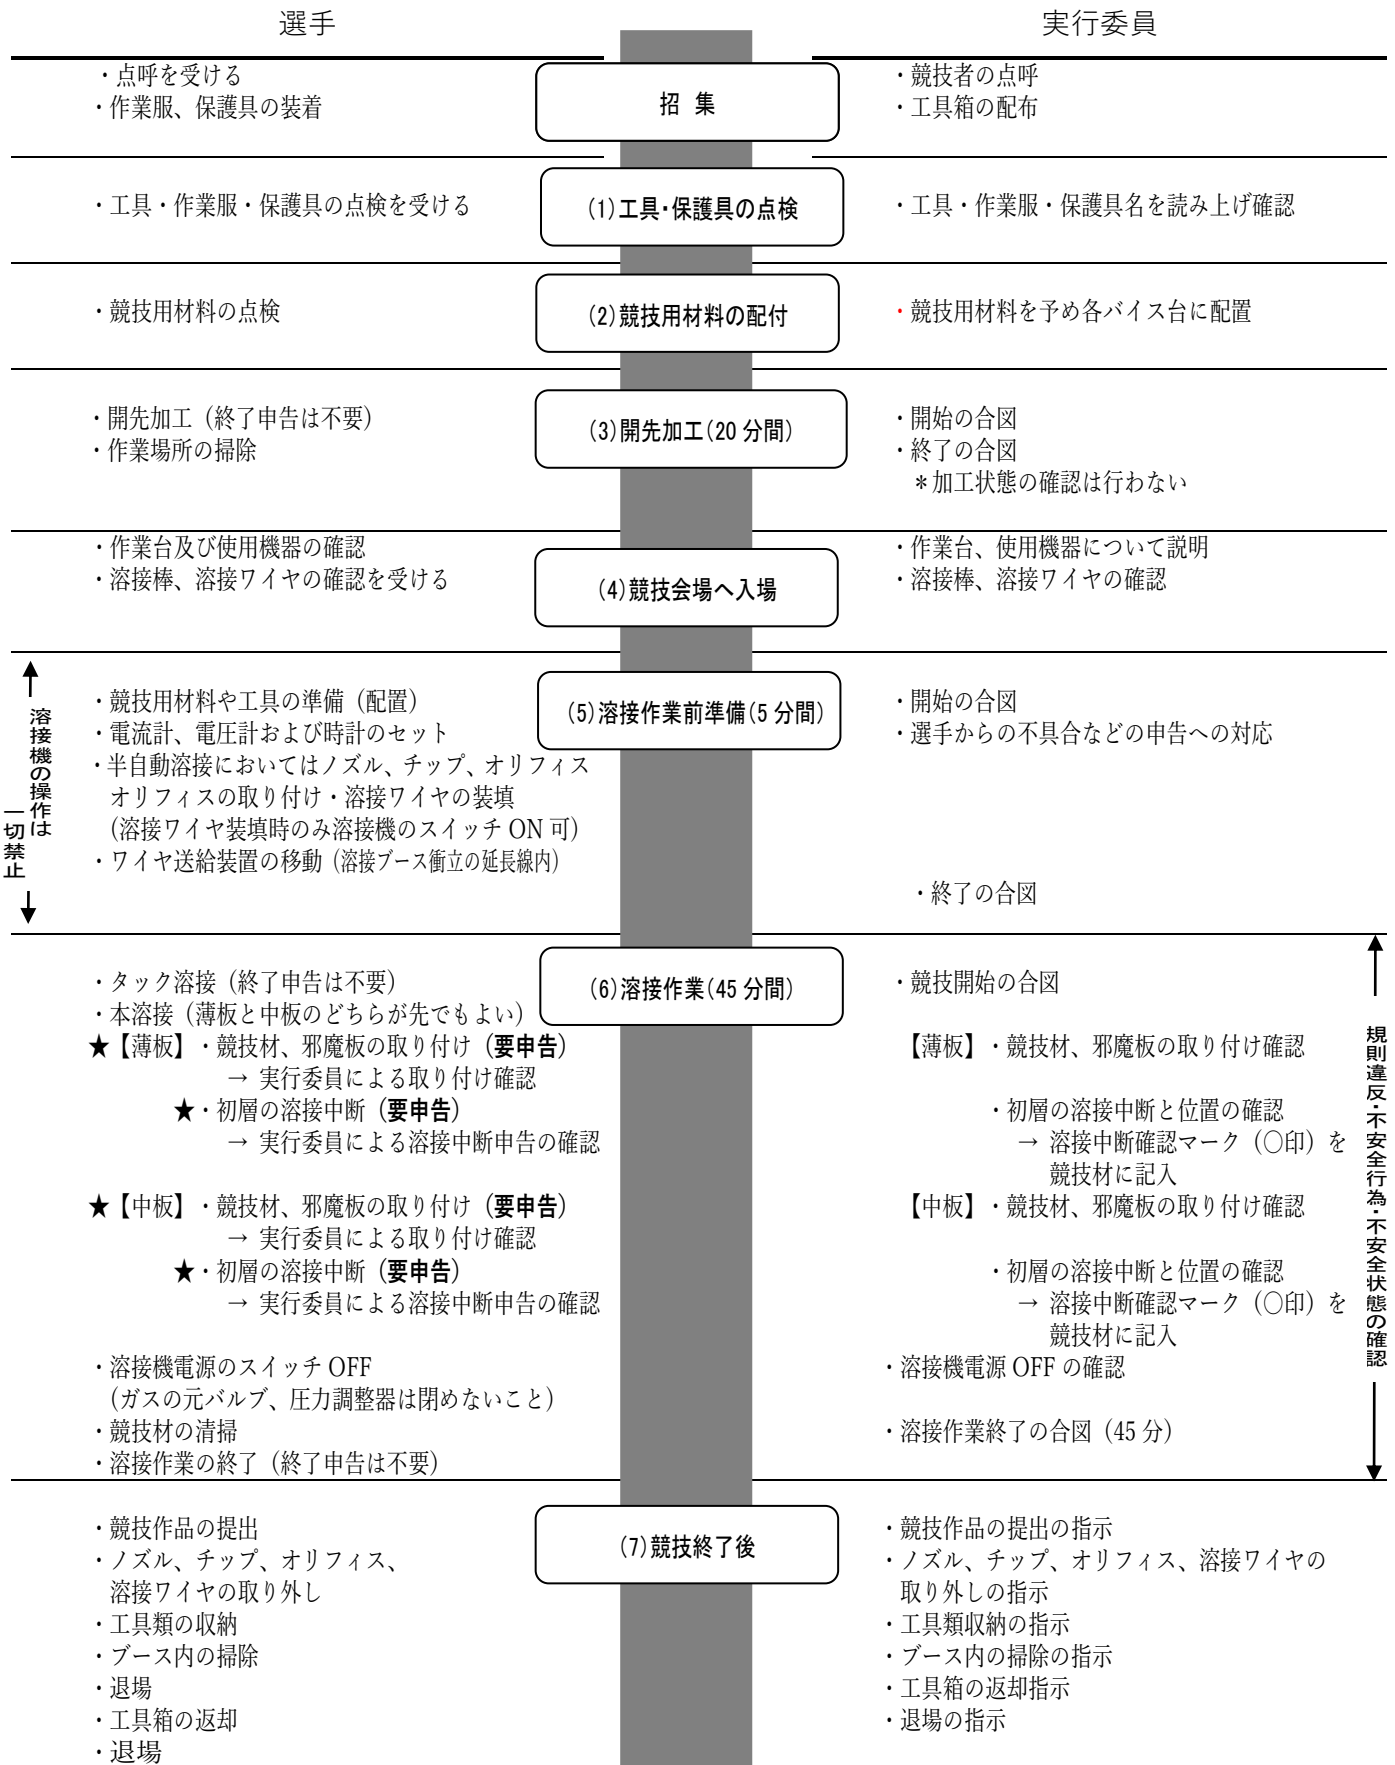 選手
実行委員
・点呼を受ける
・作業服、保護具の装着
招 集
・競技者の点呼
・工具箱の配布
・工具・作業服・保護具の点検を受ける
(1)工具・保護具の点検
・工具・作業服・保護具名を読み上げ確認
・競技用材料の点検
(2)競技用材料の配付
・競技用材料を予め各バイス台に配置
・開先加工（終了申告は不要）
・作業場所の掃除
(3)開先加工(20 分間)
・開始の合図
・終了の合図
＊加工状態の確認は行わない
・作業台及び使用機器の確認
・溶接棒、溶接ワイヤの確認を受ける
(4)競技会場へ入場
・作業台、使用機器について説明
・溶接棒、溶接ワイヤの確認
溶接機の操作は
一切禁止
・競技用材料や工具の準備（配置）
・電流計、電圧計および時計のセット
・半自動溶接においてはノズル、チップ、オリフィス
オリフィスの取り付け・溶接ワイヤの装填
（溶接ワイヤ装填時のみ溶接機のスイッチ ON 可）
・ワイヤ送給装置の移動（溶接ブース衝立の延長線内）
(5)溶接作業前準備(5 分間)
・開始の合図
・選手からの不具合などの申告への対応
・終了の合図
・タック溶接（終了申告は不要）
・本溶接（薄板と中板のどちらが先でもよい）
★【薄板】・競技材、邪魔板の取り付け（要申告）
→ 実行委員による取り付け確認
★・初層の溶接中断（要申告）
→ 実行委員による溶接中断申告の確認
★【中板】・競技材、邪魔板の取り付け（要申告）
→ 実行委員による取り付け確認
★・初層の溶接中断（要申告）
→ 実行委員による溶接中断申告の確認
・溶接機電源のスイッチ OFF
（ガスの元バルブ、圧力調整器は閉めないこと）
・競技材の清掃
・溶接作業の終了（終了申告は不要）
(6)溶接作業(45 分間)
・競技開始の合図
【薄板】・競技材、邪魔板の取り付け確認
・初層の溶接中断と位置の確認
→ 溶接中断確認マーク（○印）を
競技材に記入
【中板】・競技材、邪魔板の取り付け確認
・初層の溶接中断と位置の確認
→ 溶接中断確認マーク（○印）を
競技材に記入
・溶接機電源 OFF の確認
・溶接作業終了の合図（45 分）
規則違反・不安全行為・不安全状態の確認
・競技作品の提出
・ノズル、チップ、オリフィス、
溶接ワイヤの取り外し
・工具類の収納
・ブース内の掃除
・退場
・工具箱の返却
・退場
(7)競技終了後
・競技作品の提出の指示
・ノズル、チップ、オリフィス、溶接ワイヤの
取り外しの指示
・工具類収納の指示
・ブース内の掃除の指示
・工具箱の返却指示
・退場の指示